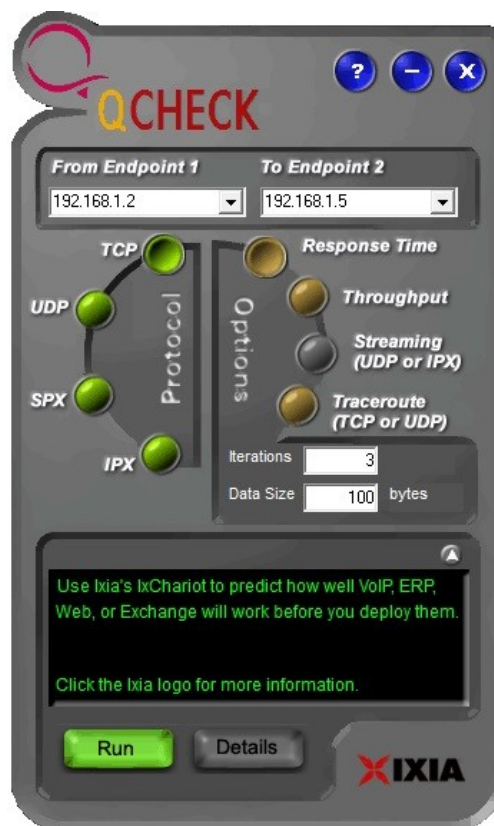 QCHECK
?
–
X
From Endpoint 1
To Endpoint 2
192.168.1.2
192.168.1.5
TCP
UDP
SPX
IPX
Protocol
Options
Response Time
Throughput
Streaming
(UDP or IPX)
Traceroute
(TCP or UDP)
Iterations 3
Data Size 100 bytes
Use Ixia's IxChariot to predict how well VoIP, ERP,
Web, or Exchange will work before you deploy them.
Click the Ixia logo for more information.
Run
Details
XIXIA